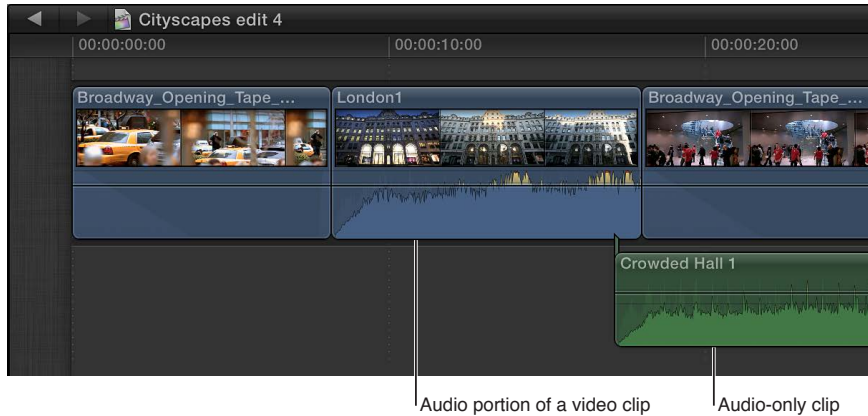 Cityscapes edit 4
00:00:00:00 00:00:10:00 00:00:20:00
Broadway_Opening_Tape_... London1 Broadway_Opening_Tape_...
Crowded Hall 1
Audio portion of a video clip Audio-only clip